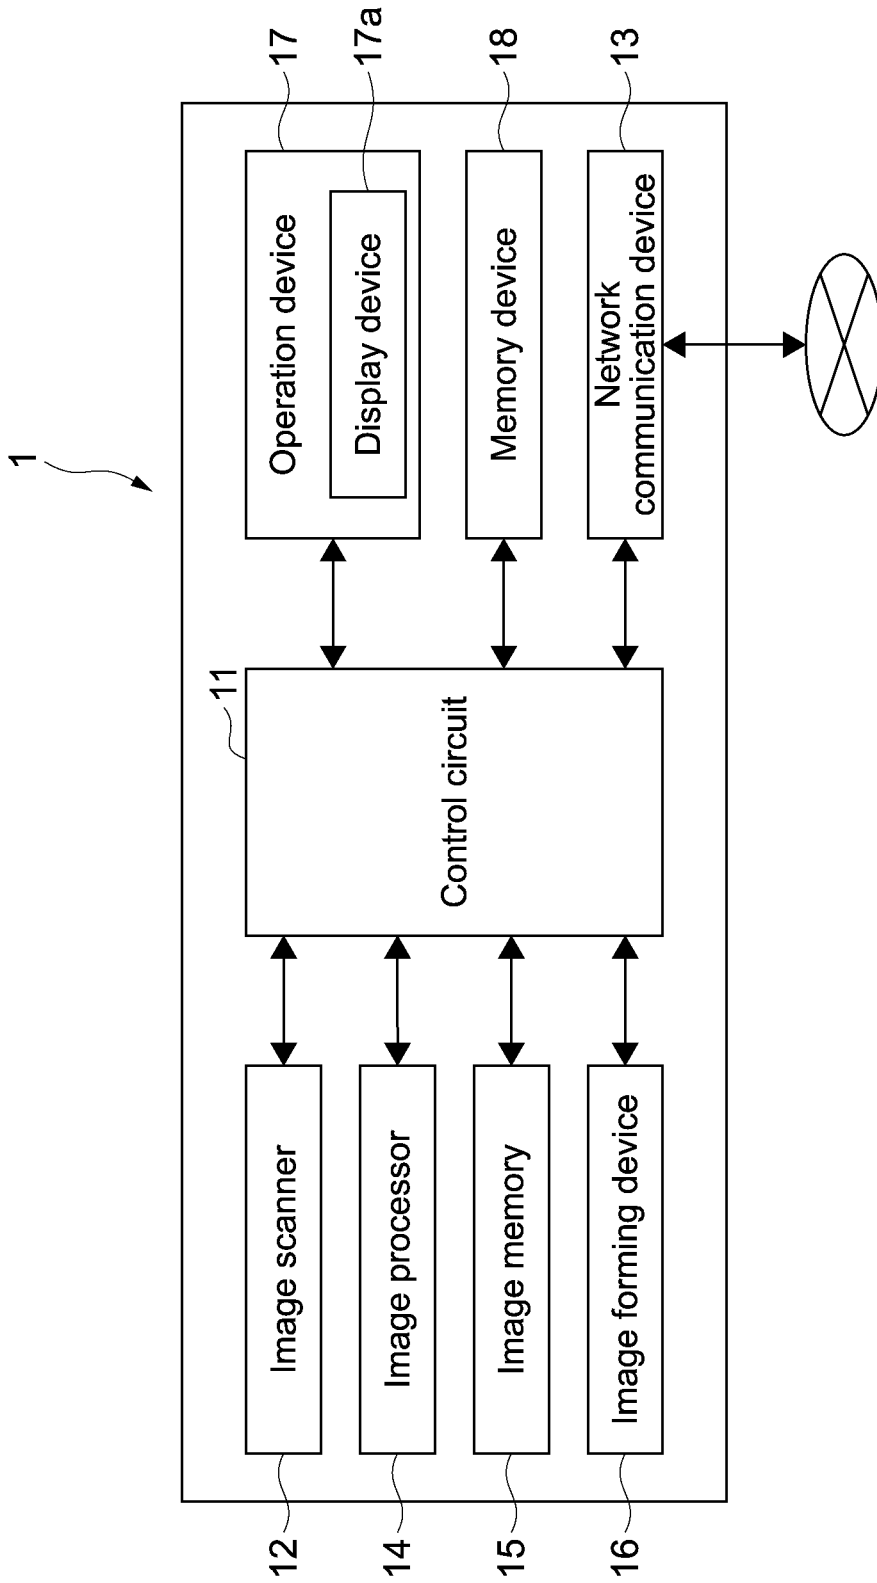 1
12
Image scanner
14
Image processor
15
Image memory
16
Image forming device
11
Control circuit
17
Operation device
17a
Display device
18
Memory device
13
Network
communication device